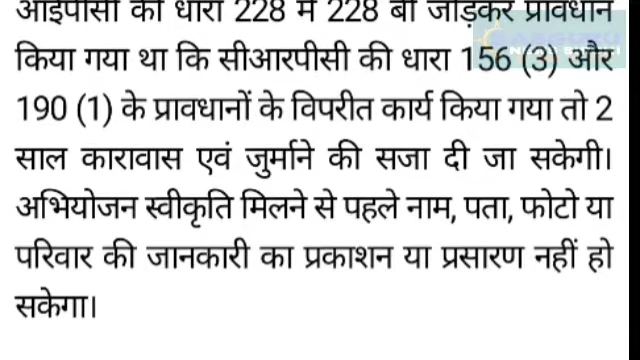 आईपीसी की धारा 228 में 228 बी जोड़कर प्रावधान
किया गया था कि सीआरपीसी की धारा 156 (3) और
190 (1) के प्रावधानों के विपरीत कार्य किया गया तो 2
साल कारावास एवं जुर्माने की सजा दी जा सकेगी।
अभियोजन स्वीकृति मिलने से पहले नाम, पता, फोटो या
परिवार की जानकारी का प्रकाशन या प्रसारण नहीं हो
सकेगा।